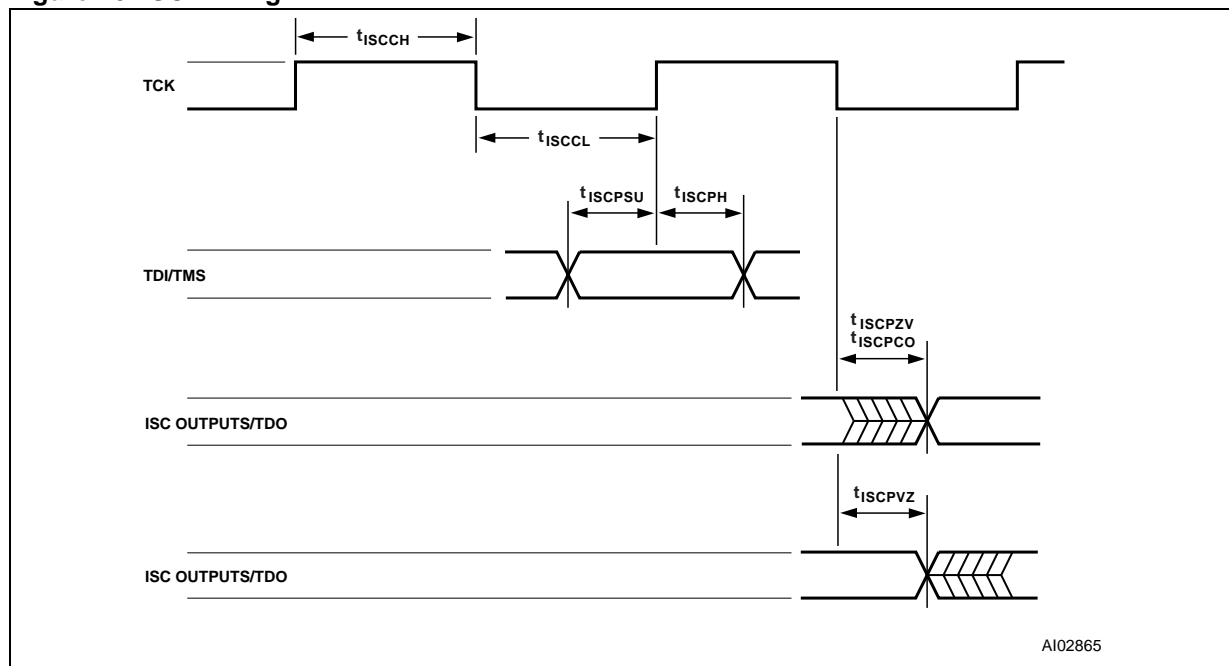 tISCCH
TCK
tISCCL
tISCPSU
tISCPH
TDI/TMS
tISCPZV
tISCPCO
ISC OUTPUTS/TDO
tISCPVZ
ISC OUTPUTS/TDO
AI02865